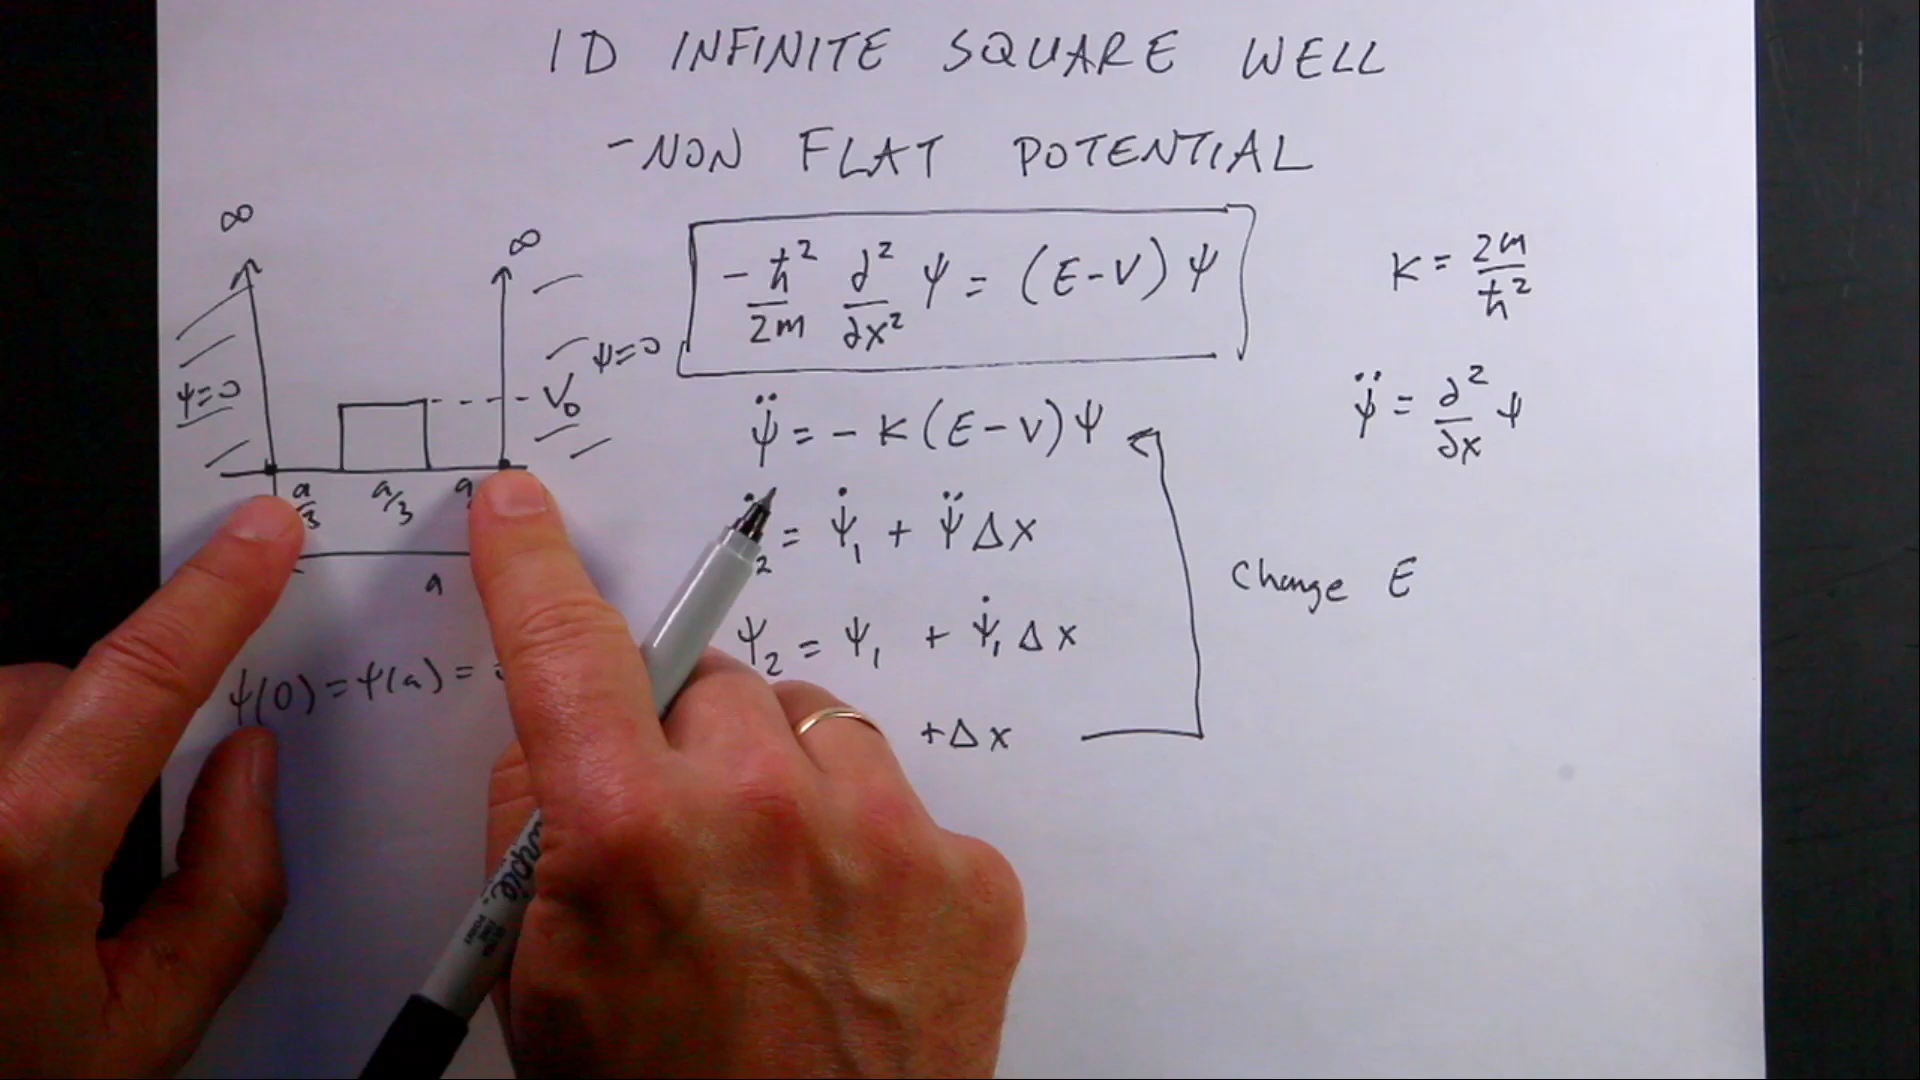 1D INFINITE SQUARE WELL
-NON FLAT POTENTIAL
∞
∞
-ħ²/2m ∂²/∂x² ψ = (E-V) ψ
K = 2m/ħ²
ψ=0
ψ=0
V₀
ψ̈ = - K (E-V) ψ
ψ̈ = ∂²/∂x ψ
a/3 a/3 a
₂ = ψ̇₁ + ψ̈ Δx
a
Change E
ψ₂ = ψ₁ + ψ̇₁ Δx
ψ(0) = ψ(a) =
+Δx